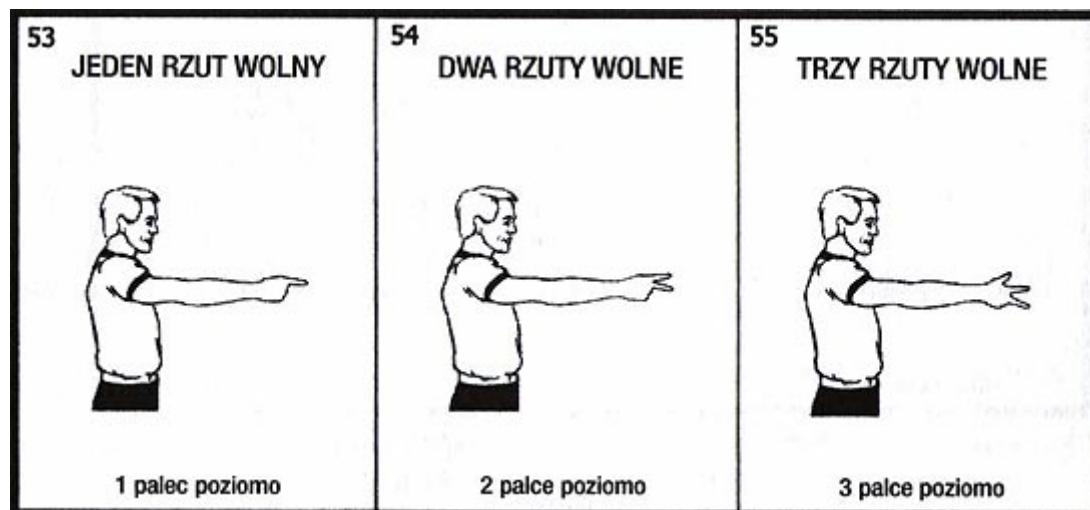 53
JEDEN RZUT WOLNY
1 palec poziomo
54
DWA RZUTY WOLNE
2 palce poziomo
55
TRZY RZUTY WOLNE
3 palce poziomo